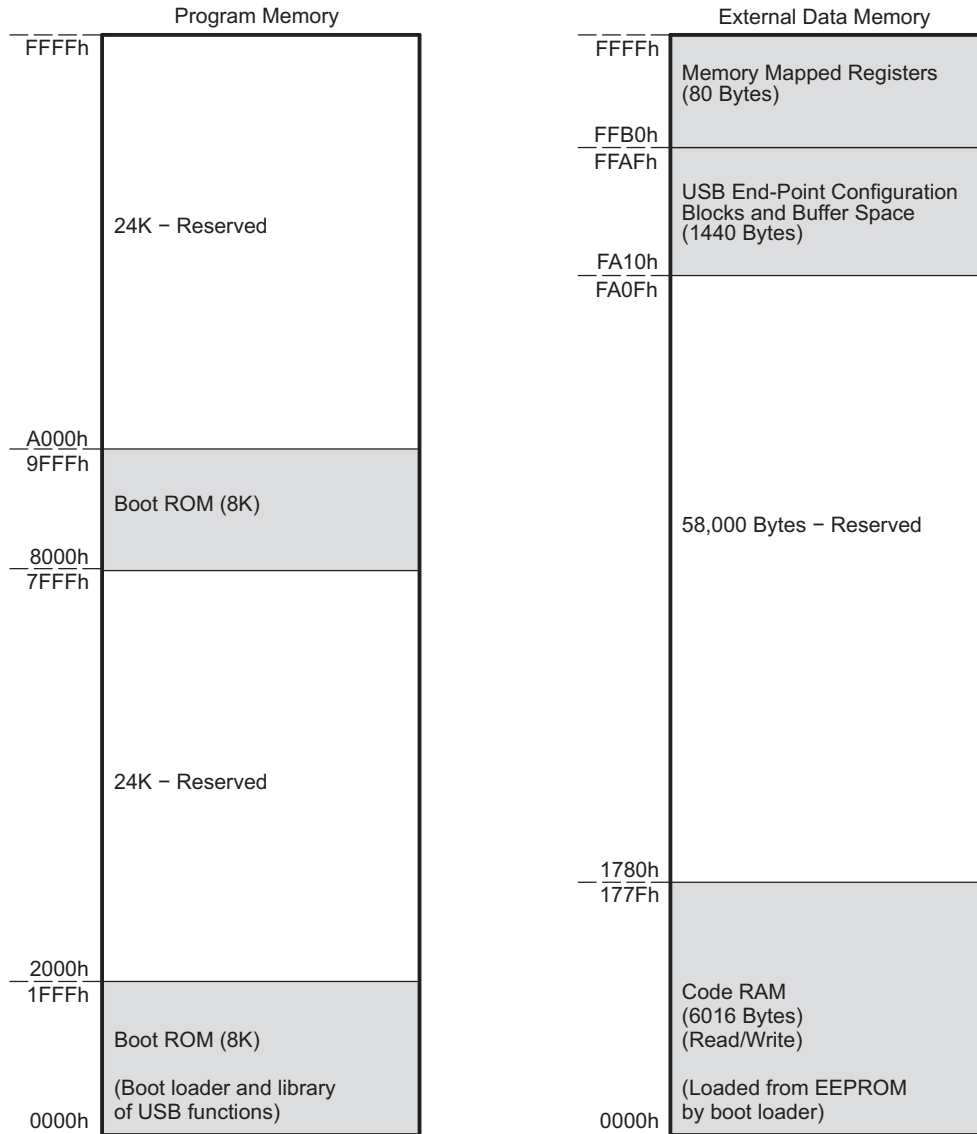 Program Memory
FFFFh
24K − Reserved
A000h
9FFFh
Boot ROM (8K)
8000h
7FFFh
24K − Reserved
2000h
1FFFh
Boot ROM (8K)
(Boot loader and library
of USB functions)
0000h
External Data Memory
FFFFh
Memory Mapped Registers
(80 Bytes)
FFB0h
FFAFh
USB End-Point Configuration
Blocks and Buffer Space
(1440 Bytes)
FA10h
FA0Fh
58,000 Bytes − Reserved
1780h
177Fh
Code RAM
(6016 Bytes)
(Read/Write)
(Loaded from EEPROM
by boot loader)
0000h